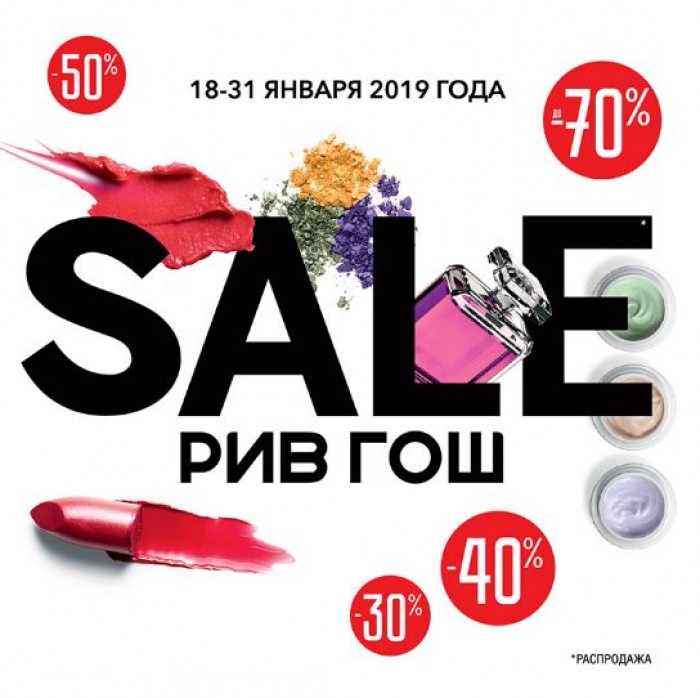 -50%
18-31 ЯНВАРЯ 2019 ГОДА
ДО -70%
SALE*
РИВ ГОШ
-40%
-30%
*РАСПРОДАЖА